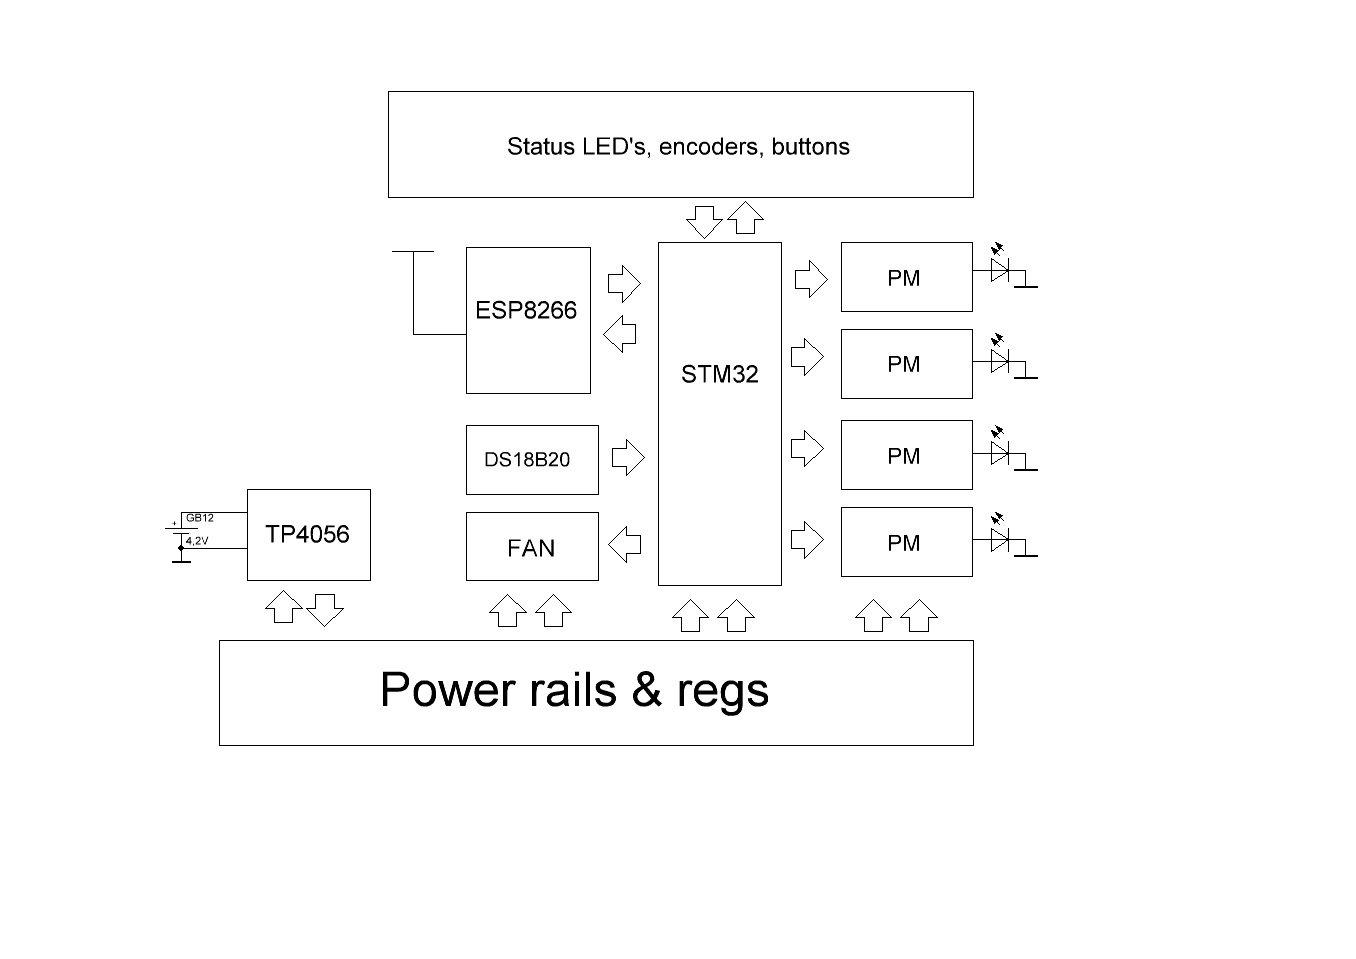 Status LED's, encoders, buttons
ESP8266
PM
STM32
PM
DS18B20
PM
GB12
+
4,2V
TP4056
FAN
PM
Power rails & regs